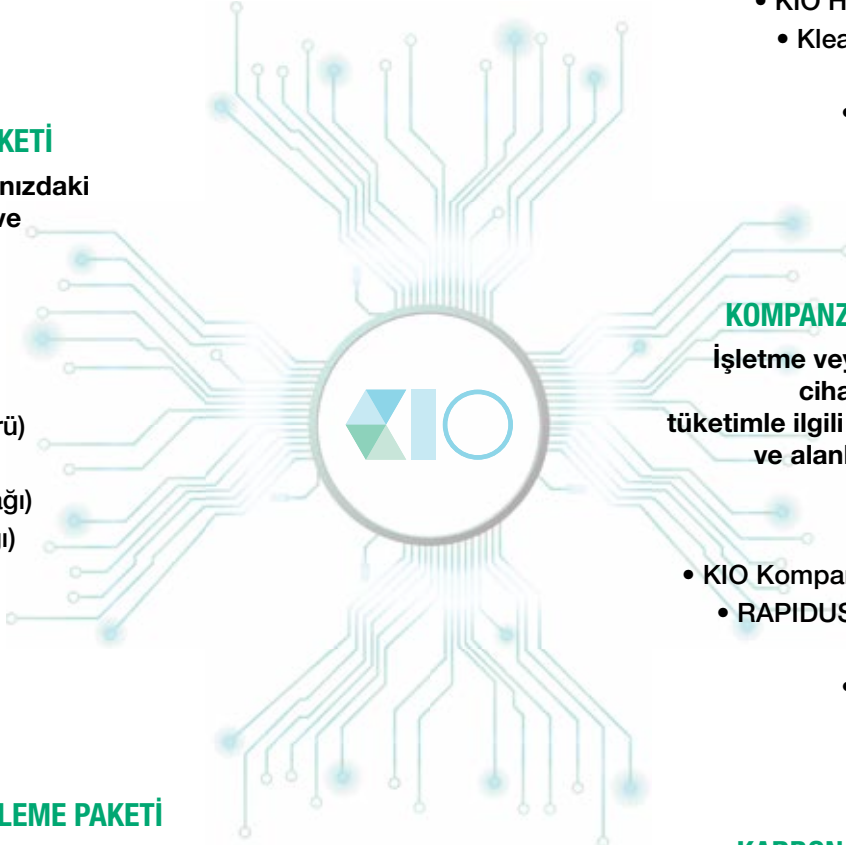 KETİ
nızdaki
ve
rü)
ğı)
ı)
LEME PAKETİ
KIO
• KIO H
• Klea
•
KOMPANZ
İşletme vey
ciha
tüketimle ilgili
ve alanl
• KIO Kompa
• RAPIDUS
•